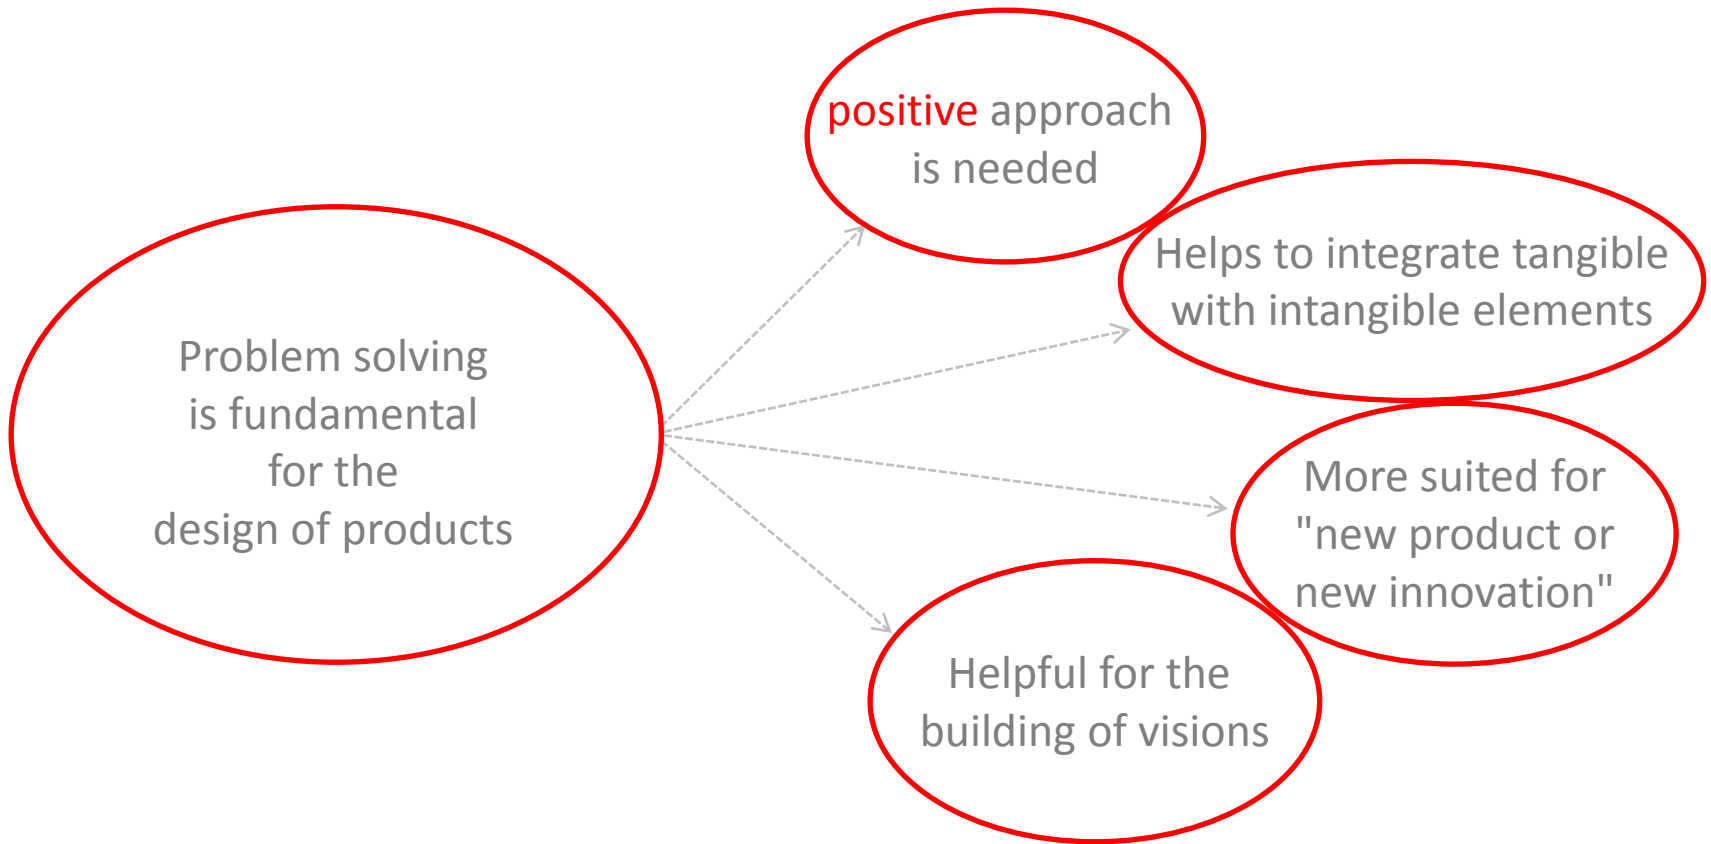 Problem solving
is fundamental
for the
design of products
positive approach
is needed
Helps to integrate tangible
with intangible elements
More suited for
"new product or
new innovation"
Helpful for the
building of visions